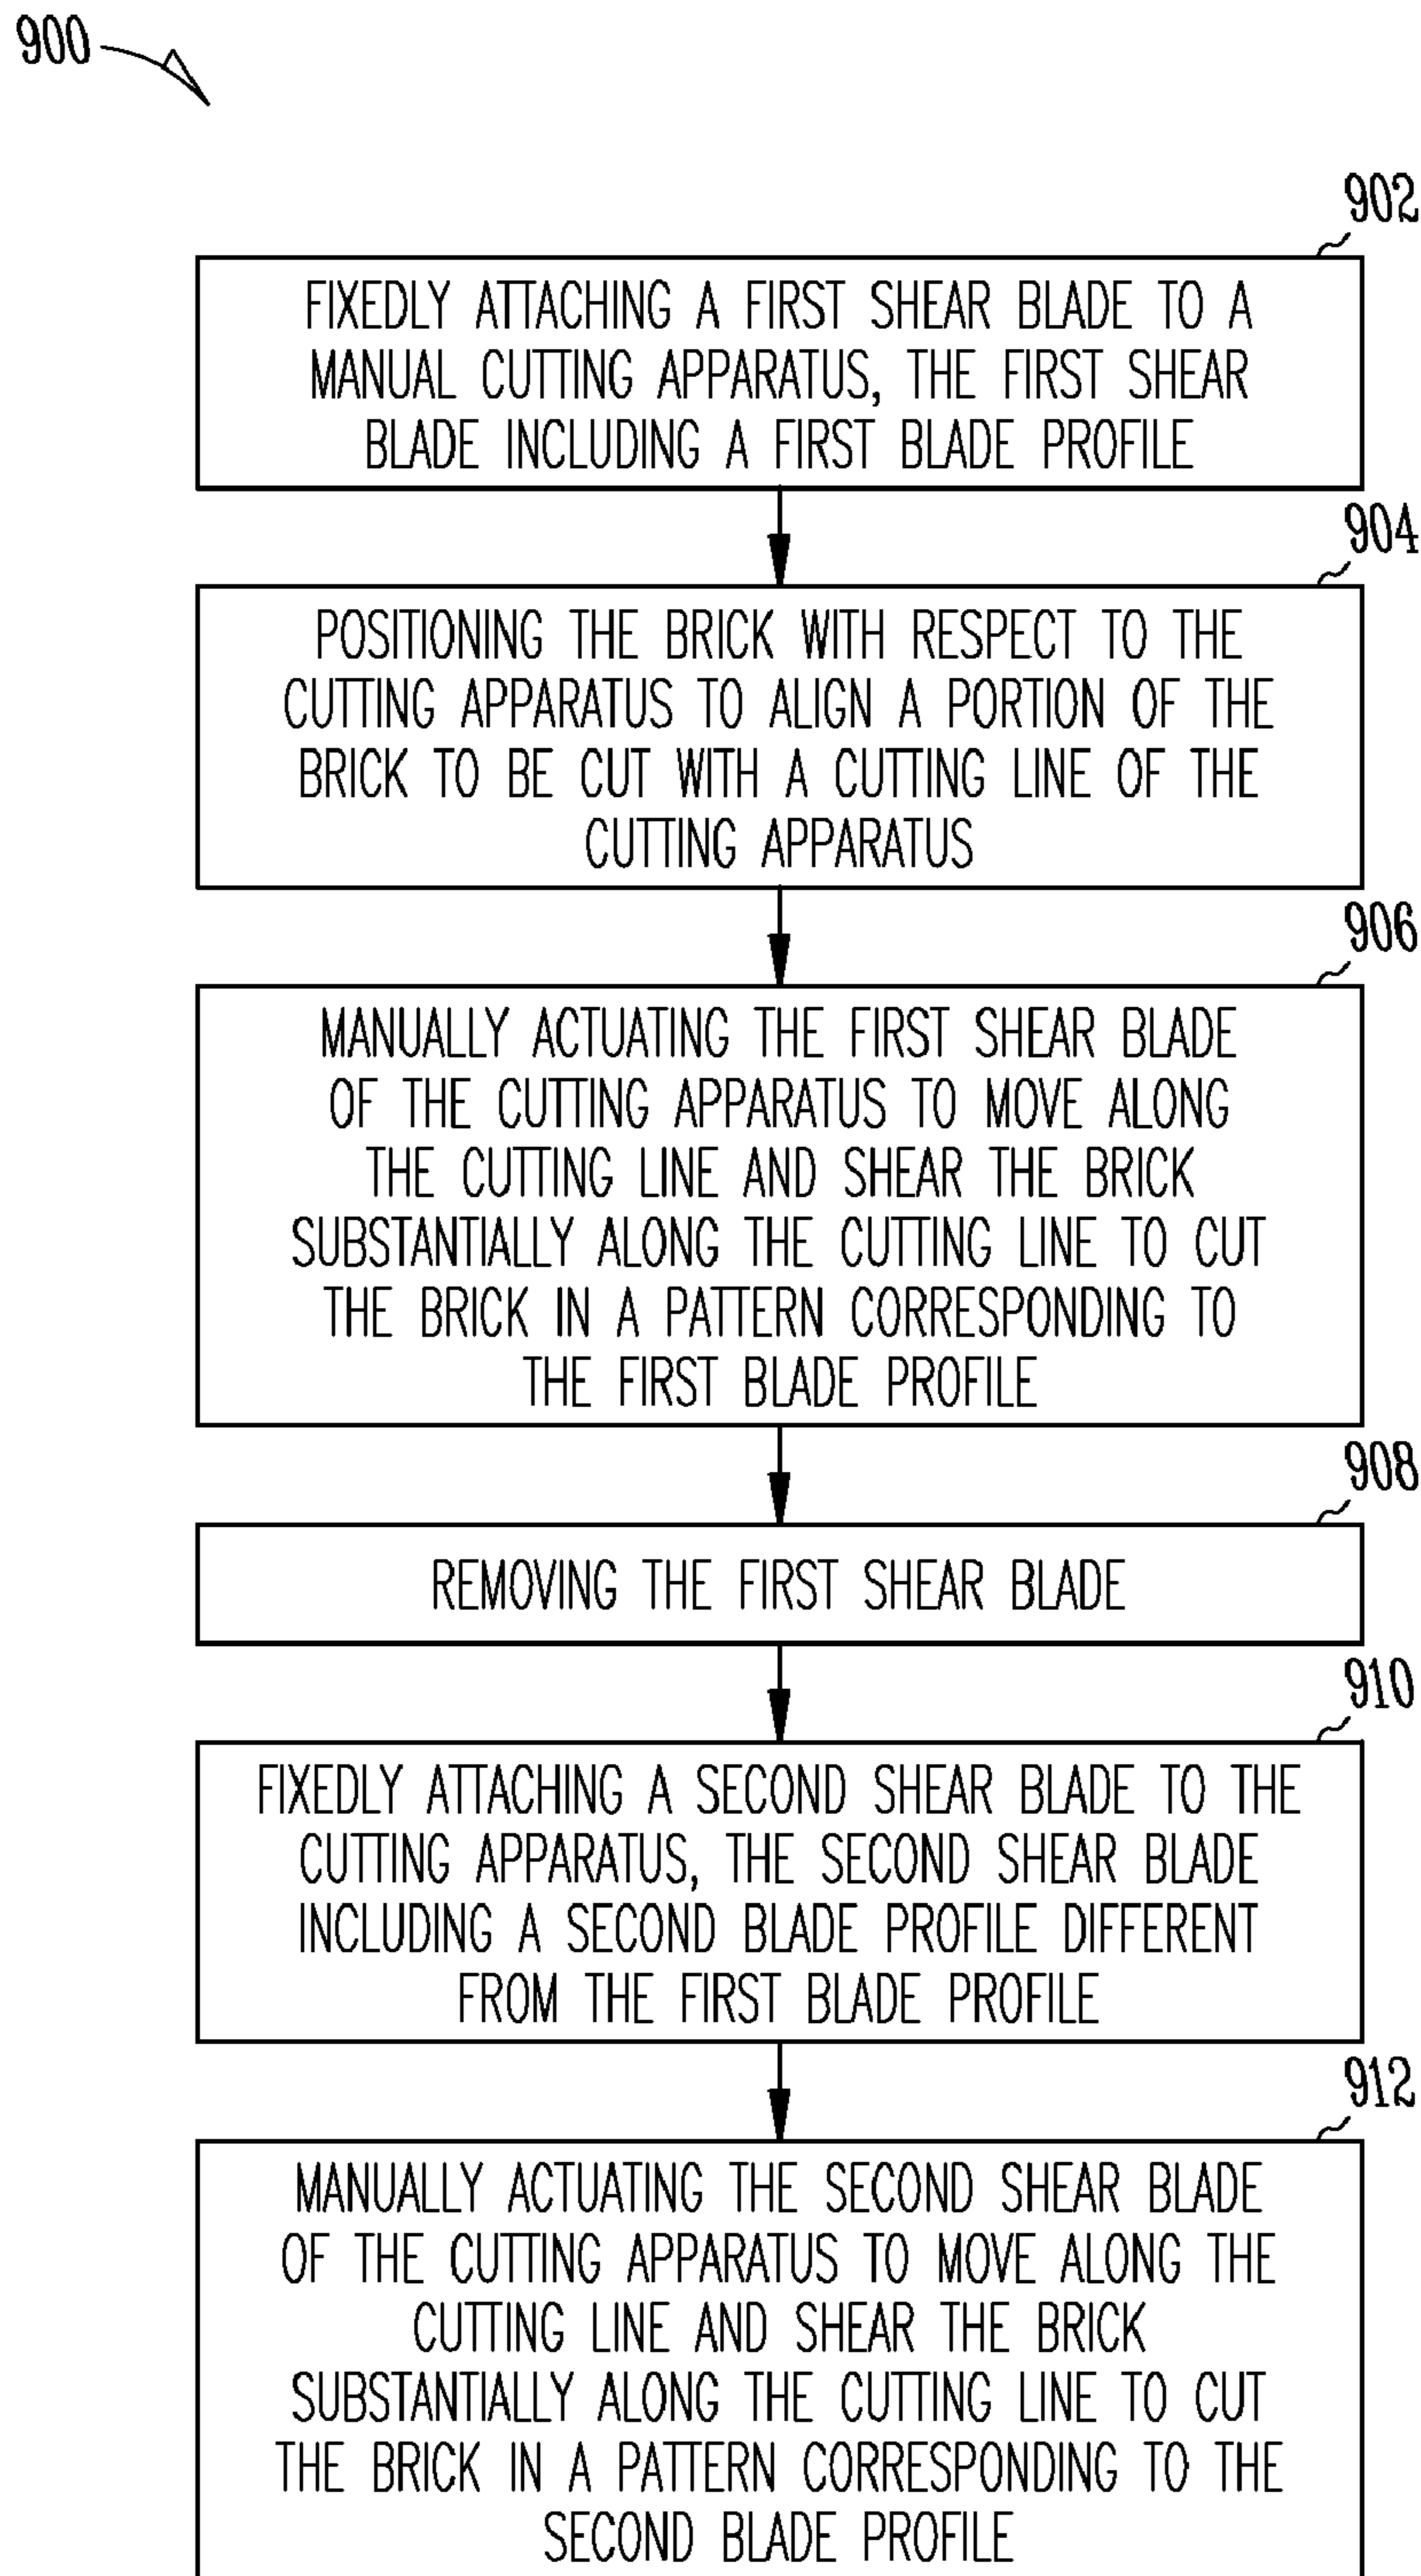 900
902
FIXEDLY ATTACHING A FIRST SHEAR BLADE TO A
MANUAL CUTTING APPARATUS, THE FIRST SHEAR
BLADE INCLUDING A FIRST BLADE PROFILE
904
POSITIONING THE BRICK WITH RESPECT TO THE
CUTTING APPARATUS TO ALIGN A PORTION OF THE
BRICK TO BE CUT WITH A CUTTING LINE OF THE
CUTTING APPARATUS
906
MANUALLY ACTUATING THE FIRST SHEAR BLADE
OF THE CUTTING APPARATUS TO MOVE ALONG
THE CUTTING LINE AND SHEAR THE BRICK
SUBSTANTIALLY ALONG THE CUTTING LINE TO CUT
THE BRICK IN A PATTERN CORRESPONDING TO
THE FIRST BLADE PROFILE
908
REMOVING THE FIRST SHEAR BLADE
910
FIXEDLY ATTACHING A SECOND SHEAR BLADE TO THE
CUTTING APPARATUS, THE SECOND SHEAR BLADE
INCLUDING A SECOND BLADE PROFILE DIFFERENT
FROM THE FIRST BLADE PROFILE
912
MANUALLY ACTUATING THE SECOND SHEAR BLADE
OF THE CUTTING APPARATUS TO MOVE ALONG THE
CUTTING LINE AND SHEAR THE BRICK
SUBSTANTIALLY ALONG THE CUTTING LINE TO CUT
THE BRICK IN A PATTERN CORRESPONDING TO THE
SECOND BLADE PROFILE